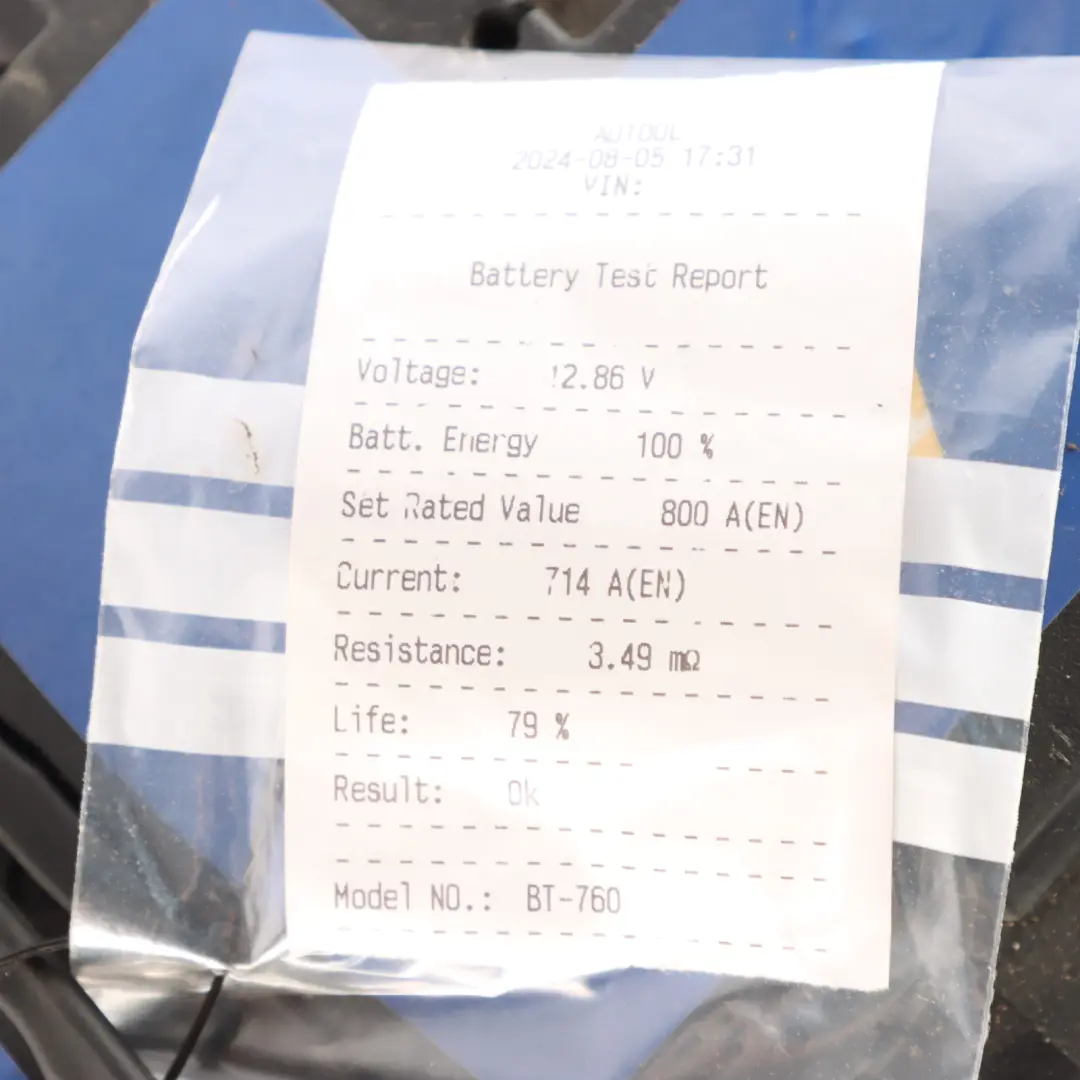 AUTOOL
2024-08-05 17:31
VIN:
Battery Test Report
Voltage: 12.86 V
Batt. Energy 100 %
Set Rated Value 800 A(EN)
Current: 714 A(EN)
Resistance: 3.49 mΩ
Life: 79 %
Result: Ok
Model NO.: BT-760